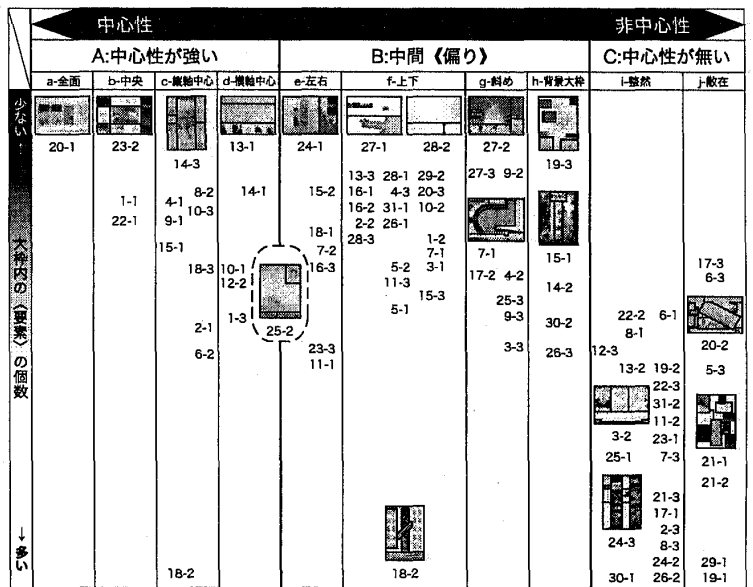 中心性 非中心性
A:中心性が強い B:中間《偏り》 C:中心性が無い
a-全面 b-中央 c-縦軸中心 d-横軸中心 e-左右 f-上下 g-斜め h-背景大枠 i-整然 j-散在
少ない↑
大枠内の〈要素〉の個数
↓多い
20-1 23-2 13-1 24-1 27-1 28-2 27-2
14-3 19-3
13-3 28-1 29-2 27-3 9-2
8-2 14-1 15-2 16-1 4-3 20-3
1-1 4-1 10-3 16-2 31-1 10-2
22-1 9-1 2-2 26-1
18-1 28-3 1-2
15-1 7-2 7-1 7-1 15-1
18-3 10-1 16-3 5-2 3-1 17-2 4-2 17-3
12-2 11-3 14-2 6-3
15-3 25-3
1-3 5-1 9-3 22-2 6-1
2-1 25-2 30-2 8-1
6-2 23-3 3-3 26-3 12-3 20-2
11-1 13-2 19-2 5-3
22-3
31-2
11-2
3-2 23-1
25-1 7-3 21-1
21-2
21-3
17-1
2-3
24-3 8-3
24-2 29-1
18-2 18-2 30-1 26-2 19-1